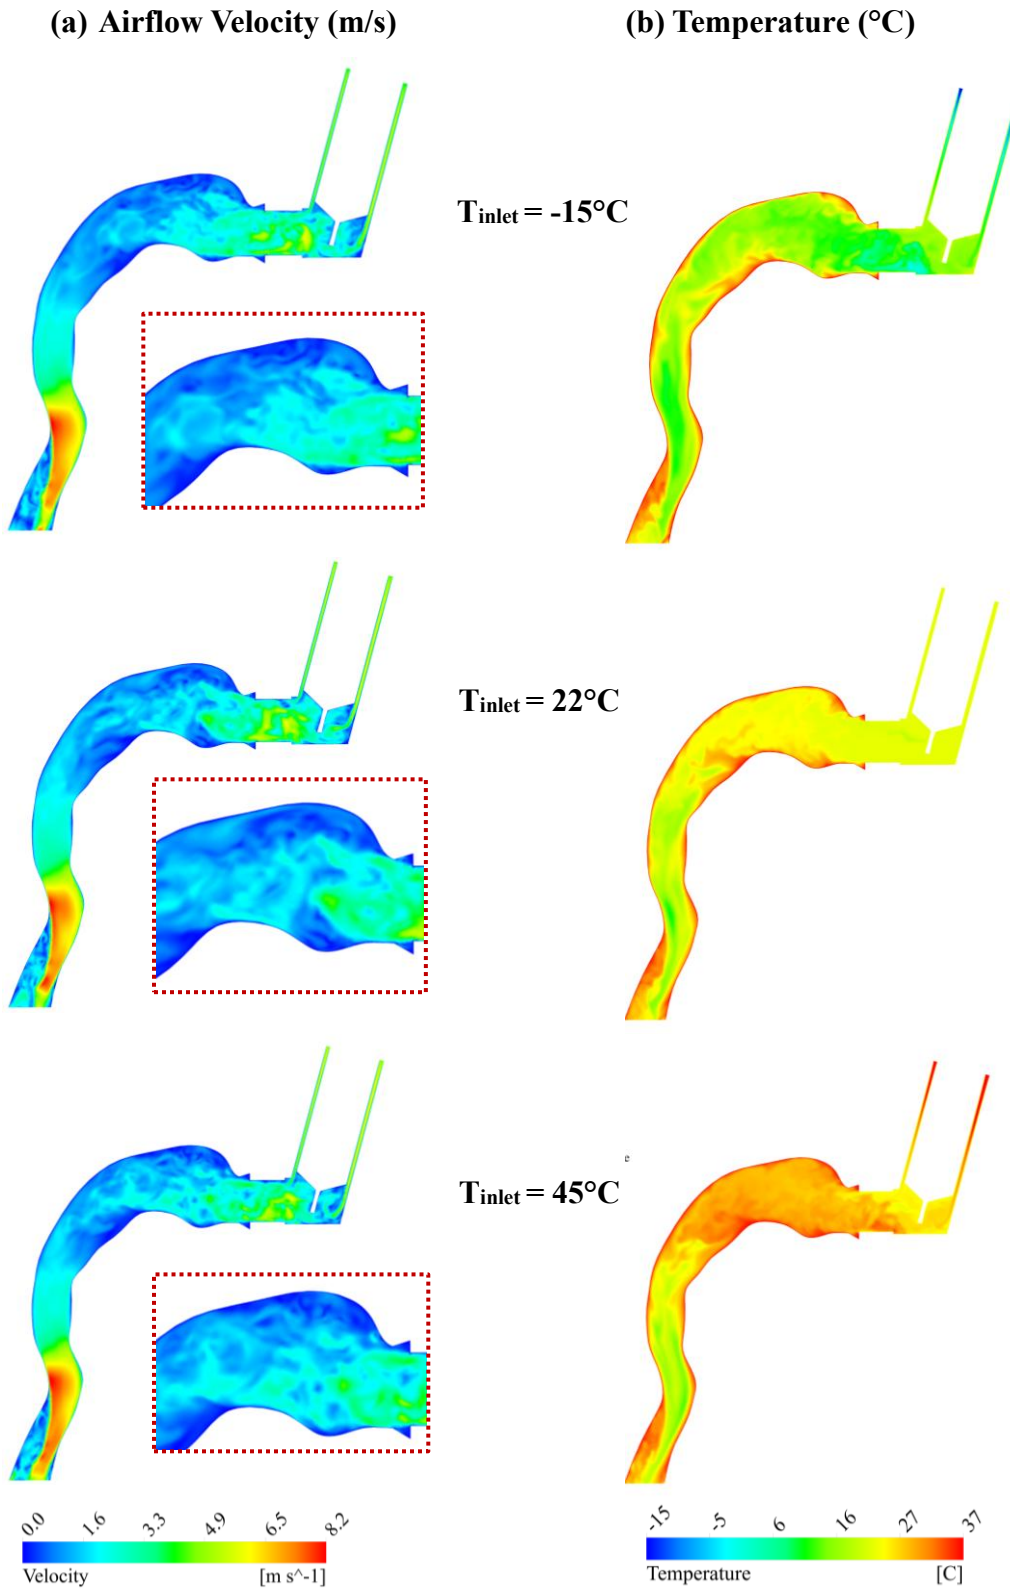 (a) Airflow Velocity (m/s)
(b) Temperature (°C)
Tinlet = -15°C
Tinlet = 22°C
e
Tinlet = 45°C
0.0 1.6 3.3 4.9 6.5 8.2
Velocity [m s^-1]
-15 -5 6 16 27 37
Temperature [C]